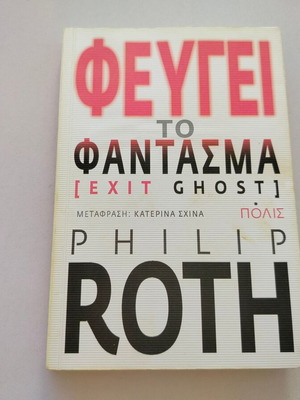 ΦΕΥΓΕΙ
ΤΟ
ΦΑΝΤΑΣΜΑ
[EXIT GHOST]
ΜΕΤΑΦΡΑΣΗ: ΚΑΤΕΡΙΝΑ ΣΧΙΝΑ
ΠΟΛΙΣ
PHILIP
ROTH